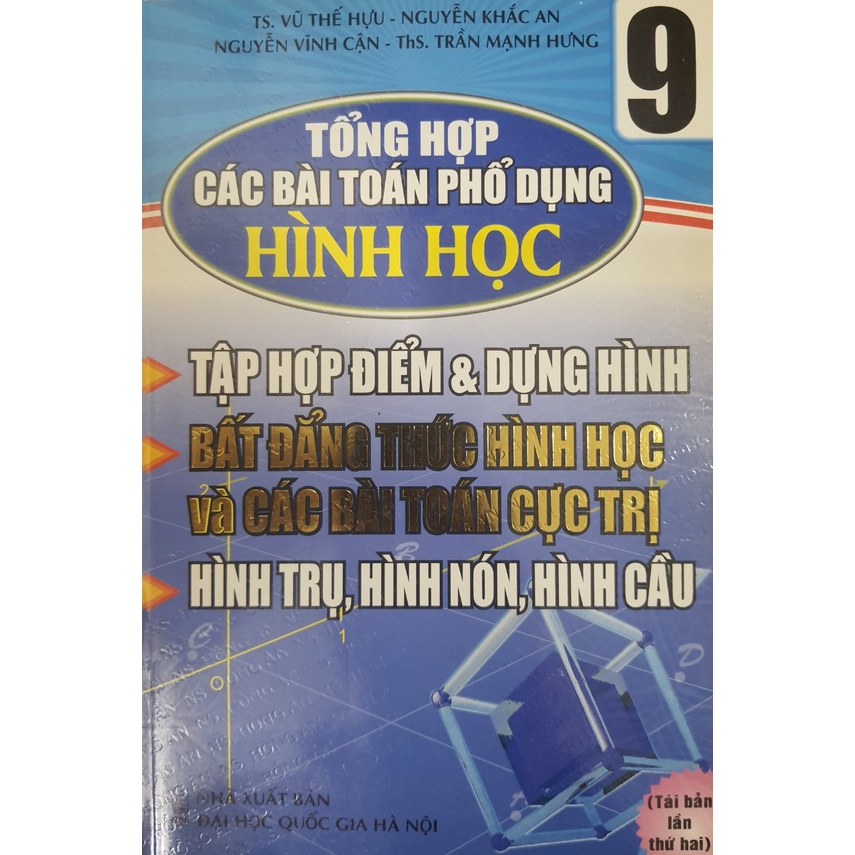 TS. VŨ THẾ HỰU - NGUYỄN KHẮC AN
NGUYỄN VĨNH CẬN - ThS. TRẦN MẠNH HƯNG
9
TỔNG HỢP
CÁC BÀI TOÁN PHỔ DỤNG
HÌNH HỌC
TẬP HỢP ĐIỂM & DỰNG HÌNH
BẤT ĐẲNG THỨC HÌNH HỌC
và CÁC BÀI TOÁN CỰC TRỊ
HÌNH TRỤ, HÌNH NÓN, HÌNH CẦU
2
B
1
C
D
O
NHÀ XUẤT BẢN
ĐẠI HỌC QUỐC GIA HÀ NỘI
(Tái bản
lần
thứ hai)